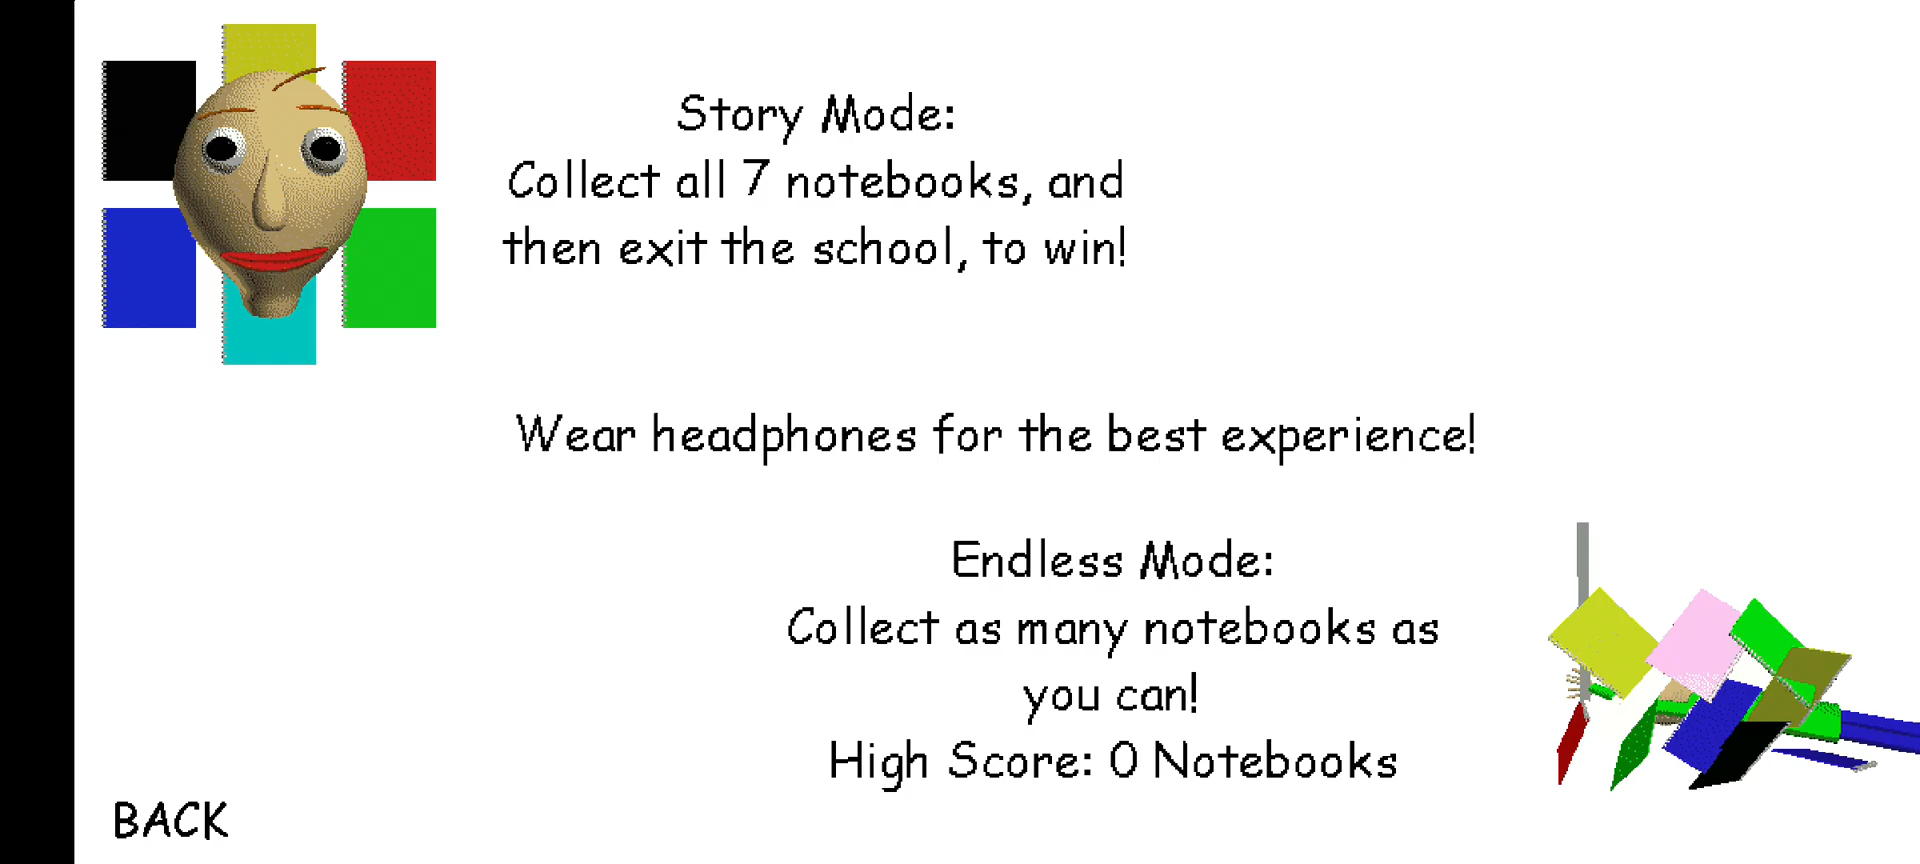 Story Mode:
Collect all 7 notebooks, and
then exit the school, to win!
Wear headphones for the best experience!
Endless Mode:
Collect as many notebooks as
you can!
High Score: 0 Notebooks
BACK